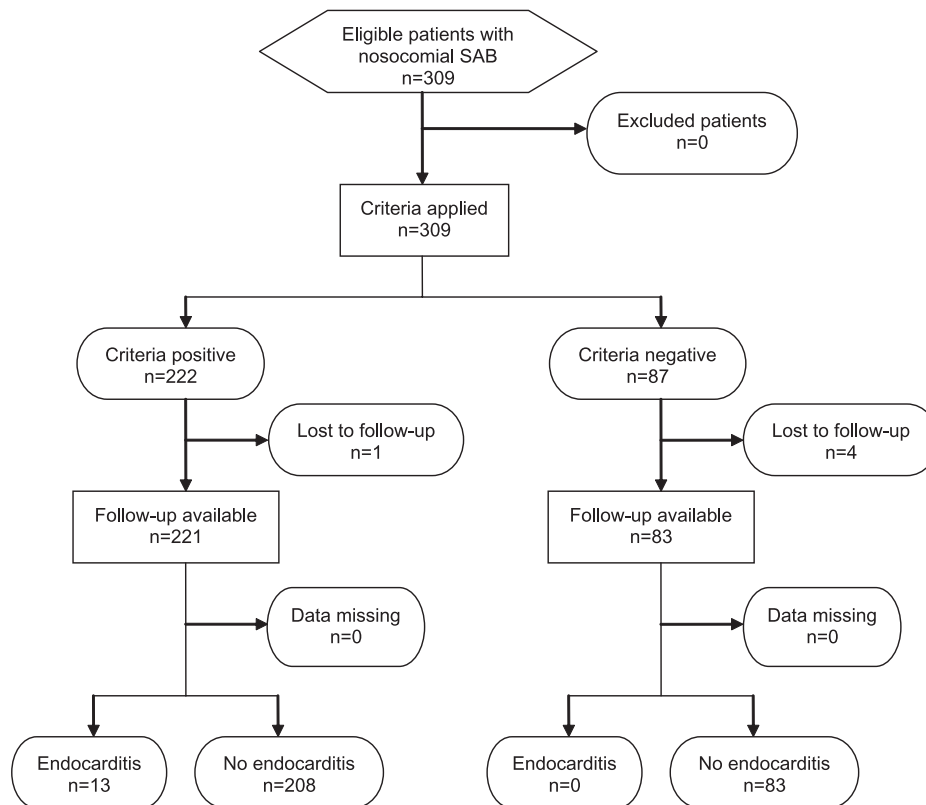 Eligible patients with
nosocomial SAB
n=309
Excluded patients
n=0
Criteria applied
n=309
Criteria positive
n=222
Criteria negative
n=87
Lost to follow-up
n=1
Lost to follow-up
n=4
Follow-up available
n=221
Follow-up available
n=83
Data missing
n=0
Data missing
n=0
Endocarditis
n=13
No endocarditis
n=208
Endocarditis
n=0
No endocarditis
n=83